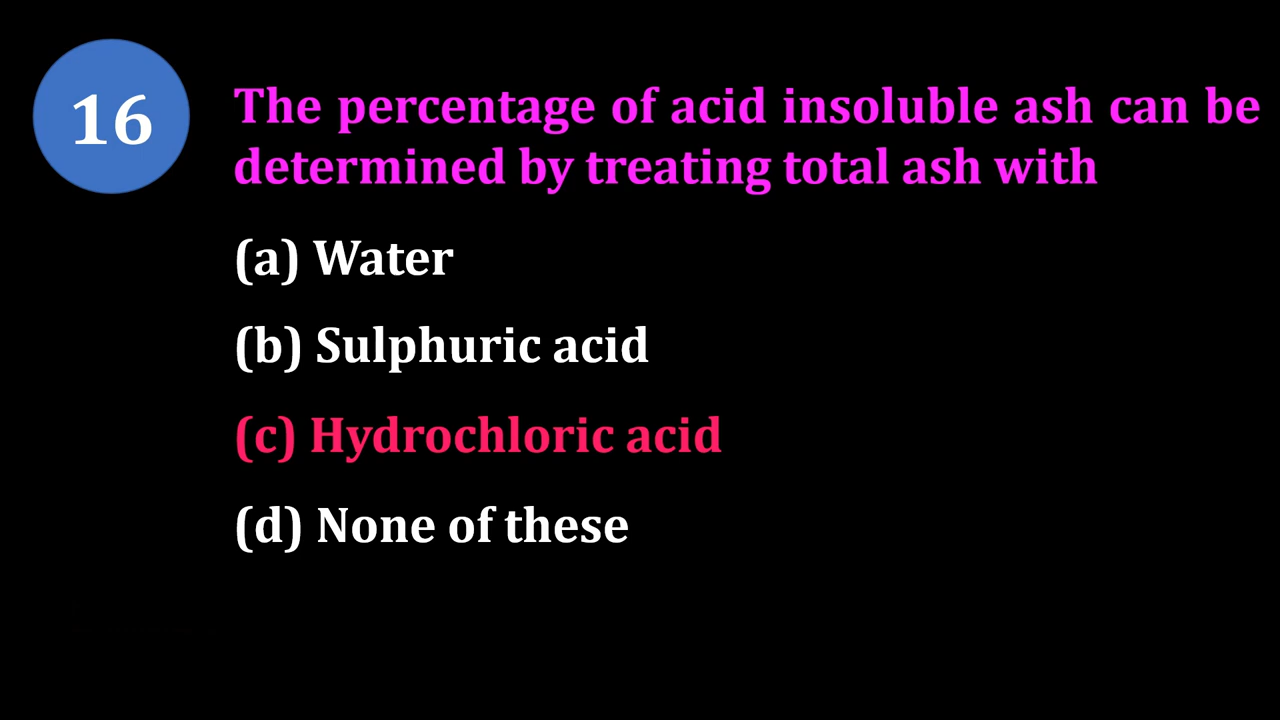 16
The percentage of acid insoluble ash can be
determined by treating total ash with
(a) Water
(b) Sulphuric acid
(c) Hydrochloric acid
(d) None of these